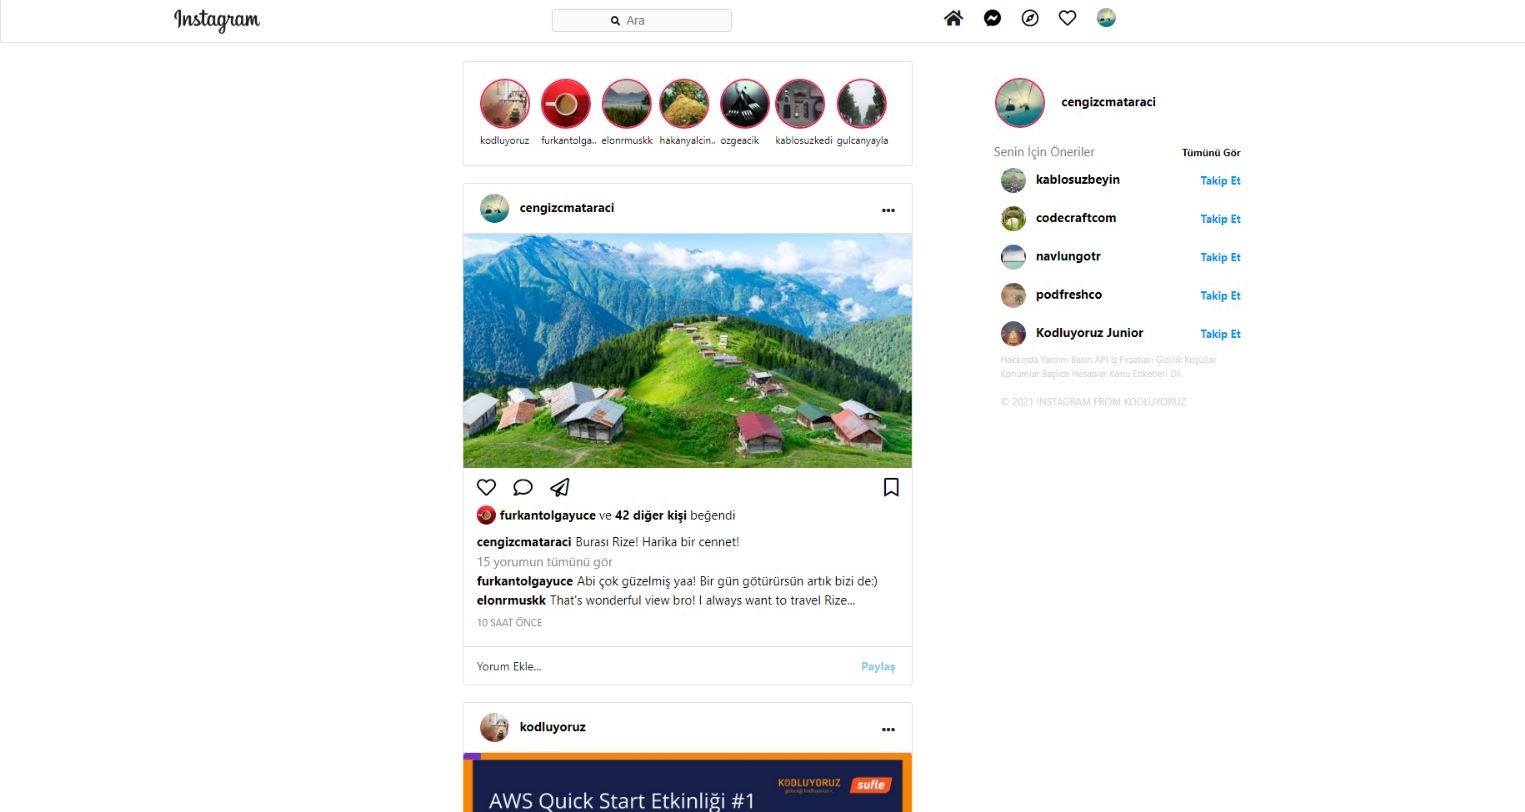 Instagram
Ara
kodluyoruz furkantolga.. elonrmuskk hakanyalcin.. ozgeacik kablosuzkedi gulcanyayla
cengizcmataraci
Senin İçin Öneriler Tümünü Gör
kablosuzbeyin Takip Et
codecraftcom Takip Et
navlungotr Takip Et
podfreshco Takip Et
Kodluyoruz Junior Takip Et
Hakkında Yardım Basın API İş Fırsatları Gizlilik Koşullar
Konumlar Başlıca Hesaplar Konu Etiketleri Dil
© 2021 INSTAGRAM FROM KODLUYORUZ
cengizcmataraci
furkantolgayuce ve 42 diğer kişi beğendi
cengizcmataraci Burası Rize! Harika bir cennet!
15 yorumun tümünü gör
furkantolgayuce Abi çok güzelmiş yaa! Bir gün götürürsün artık bizi de:)
elonrmuskk That's wonderful view bro! I always want to travel Rize...
10 SAAT ÖNCE
Yorum Ekle... Paylaş
kodluyoruz
KODLUYORUZ sufle
AWS Quick Start Etkinliği #1